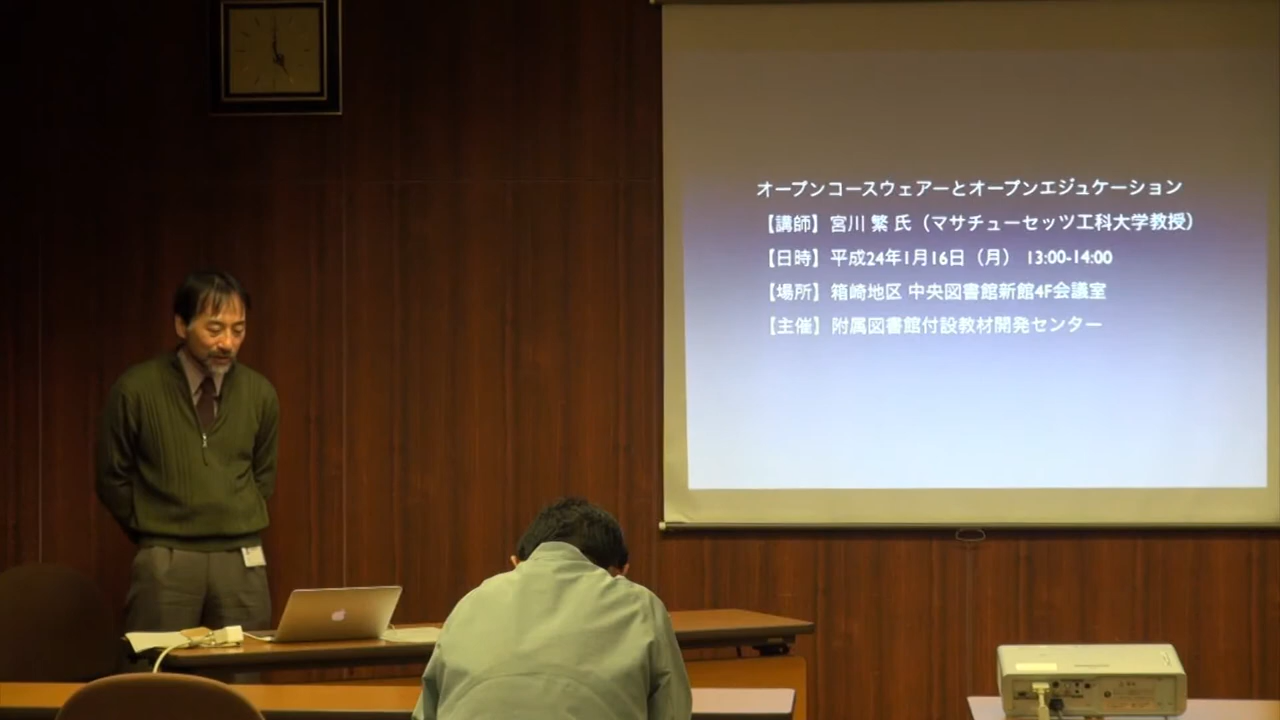 オープンコースウェアーとオープンエジュケーション
【講師】宮川 繁 氏（マサチューセッツ工科大学教授）
【日時】平成24年1月16日（月） 13:00-14:00
【場所】箱崎地区 中央図書館新館4F会議室
【主催】附属図書館付設教材開発センター